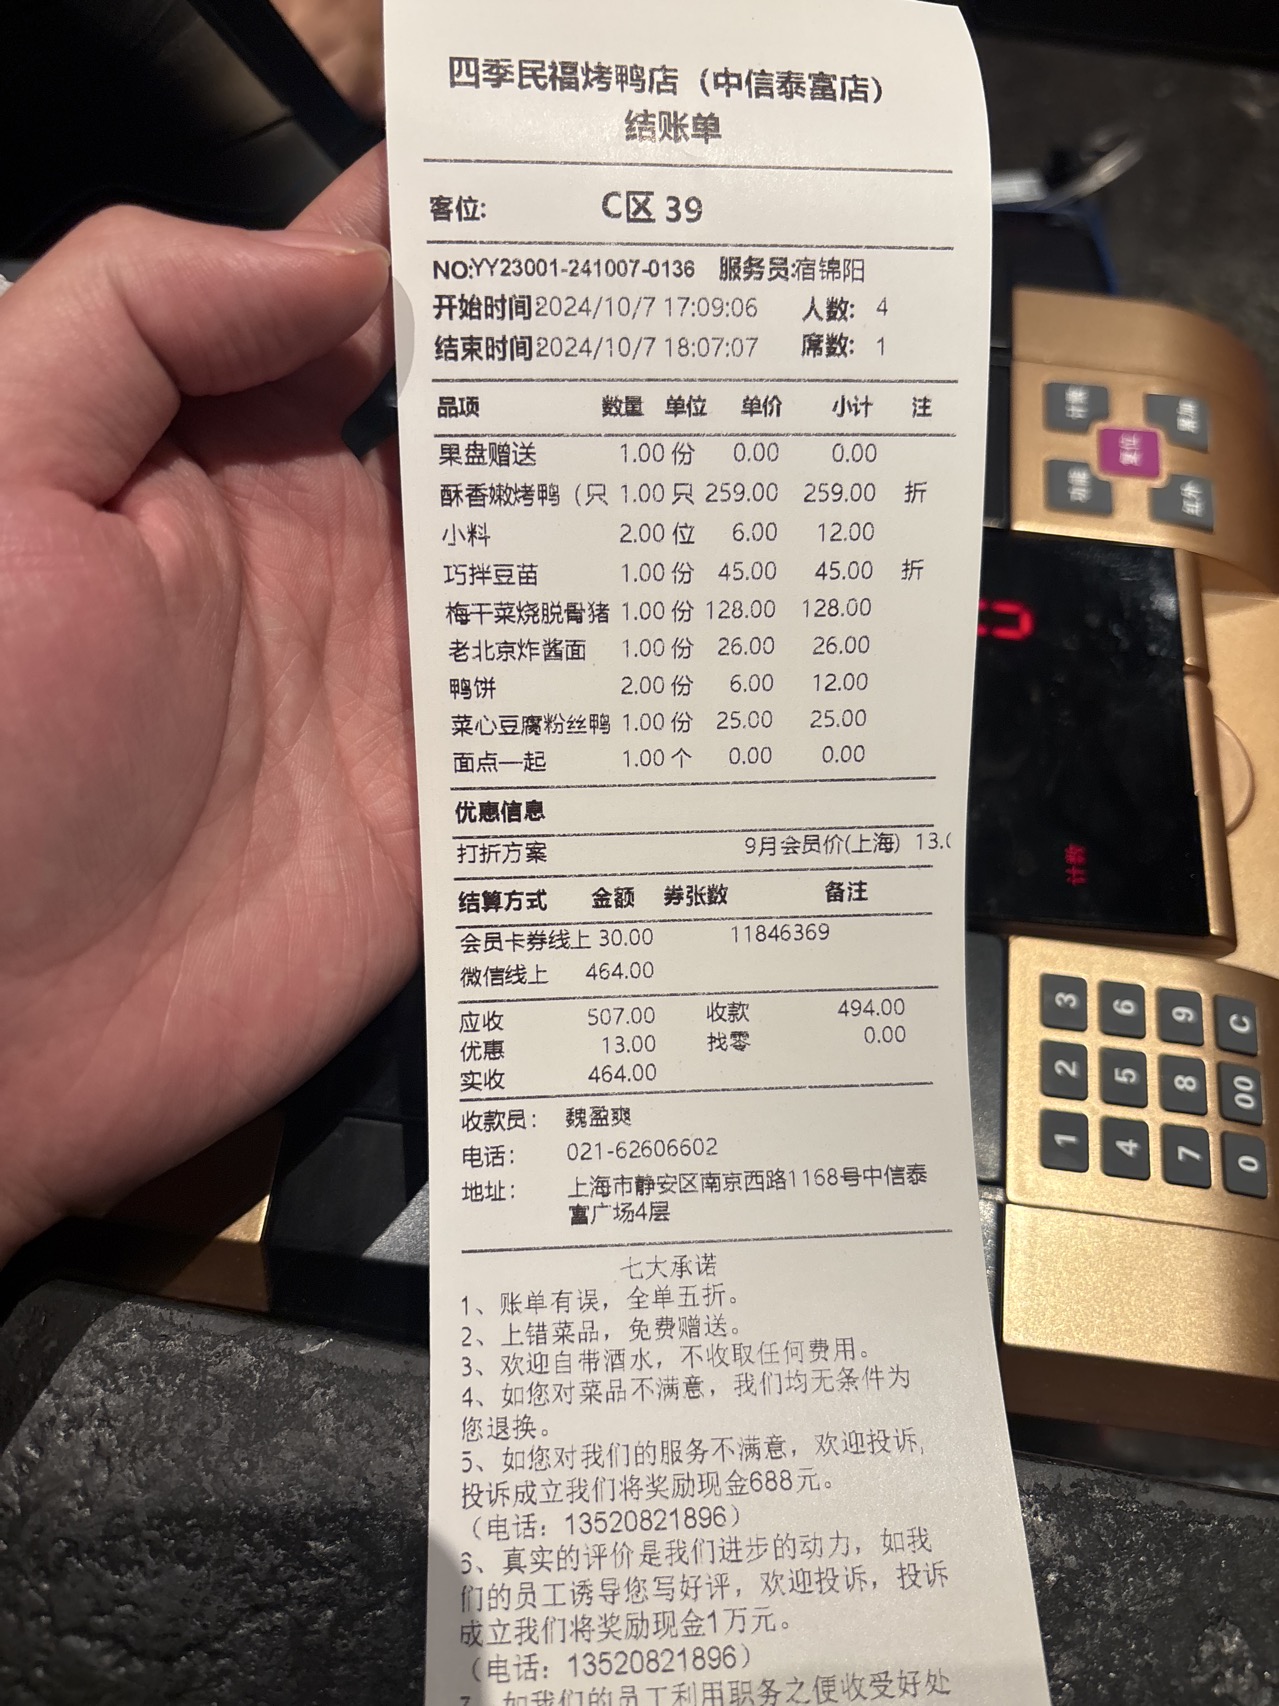 四季民福烤鸭店（中信泰富店）
结账单
客位: C区 39
NO:YY23001-241007-0136 服务员:宿锦阳
开始时间2024/10/7 17:09:06 人数: 4
结束时间2024/10/7 18:07:07 席数: 1
品项 数量 单位 单价 小计 注
果盘赠送 1.00 份 0.00 0.00
酥香嫩烤鸭（只 1.00 只 259.00 259.00 折
小料 2.00 位 6.00 12.00
巧拌豆苗 1.00 份 45.00 45.00 折
梅干菜烧脱骨猪 1.00 份 128.00 128.00
老北京炸酱面 1.00 份 26.00 26.00
鸭饼 2.00 份 6.00 12.00
菜心豆腐粉丝鸭 1.00 份 25.00 25.00
面点一起 1.00 个 0.00 0.00
优惠信息
打折方案 9月会员价(上海) 13.0
结算方式 金额 券张数 备注
会员卡券线上 30.00 11846369
微信线上 464.00
应收 507.00 收款 494.00
优惠 13.00 找零 0.00
实收 464.00
收款员: 魏盈爽
电话: 021-62606602
地址: 上海市静安区南京西路1168号中信泰
富广场4层
七大承诺
1、账单有误，全单五折。
2、上错菜品，免费赠送。
3、欢迎自带酒水，不收取任何费用。
4、如您对菜品不满意，我们均无条件为
您退换。
5、如您对我们的服务不满意，欢迎投诉，
投诉成立我们将奖励现金688元。
（电话：13520821896）
6、真实的评价是我们进步的动力，如我
们的员工诱导您写好评，欢迎投诉，投诉
成立我们将奖励现金1万元。
（电话：13520821896）
7、如我们的员工利用职务之便收受好处
计数
3 6 9 C
2 5 8 00
1 4 7 0